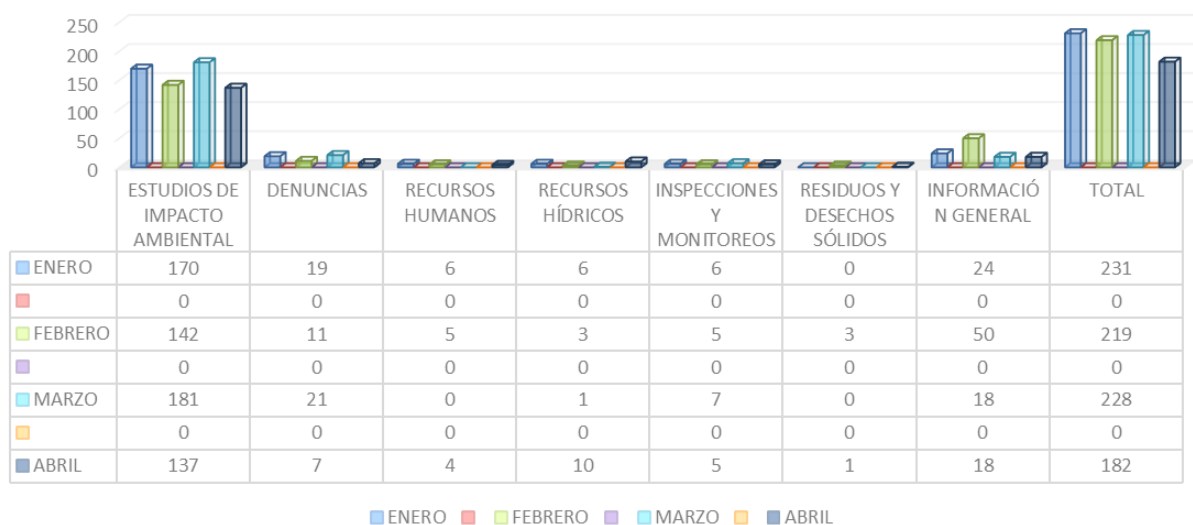 250
200
150
100
50
0
ESTUDIOS DE IMPACTO AMBIENTAL DENUNCIAS RECURSOS HUMANOS RECURSOS HÍDRICOS INSPECCIONES Y MONITOREOS RESIDUOS Y DESECHOS SÓLIDOS INFORMACIÓN GENERAL TOTAL
ENERO 170 19 6 6 6 0 24 231
0 0 0 0 0 0 0 0
FEBRERO 142 11 5 3 5 3 50 219
0 0 0 0 0 0 0 0
MARZO 181 21 0 1 7 0 18 228
0 0 0 0 0 0 0 0
ABRIL 137 7 4 10 5 1 18 182
ENERO FEBRERO MARZO ABRIL